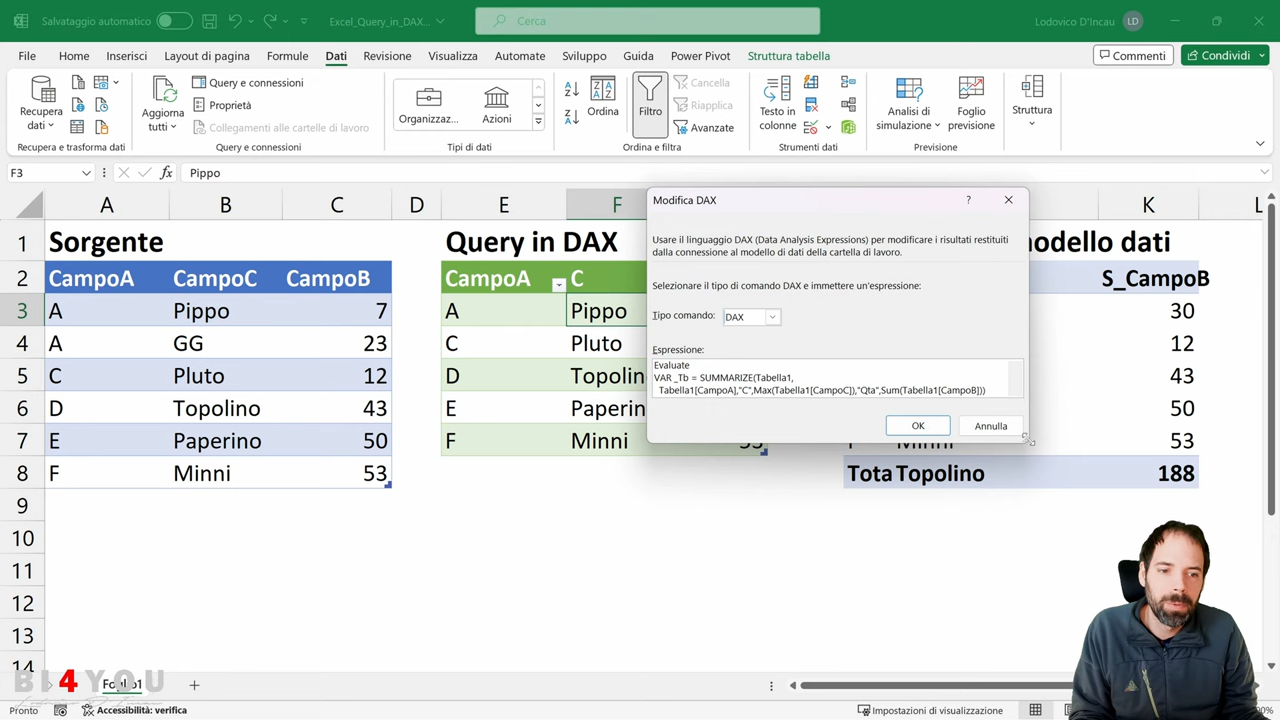 Salvataggio automatico
Excel_Query_in_DAX...
Cerca
Lodovico D'Incau
LD
File Home Inserisci Layout di pagina Formule Dati Revisione Visualizza Automate Sviluppo Guida Power Pivot Struttura tabella
Commenti
Condividi
Recupera dati
Aggiorna tutti
Query e connessioni
Proprietà
Collegamenti alle cartelle di lavoro
Organizzaz...
Azioni
Ordina
Filtro
Cancella
Riapplica
Avanzate
Testo in colonne
Analisi di simulazione
Foglio previsione
Struttura
Recupera e trasforma dati
Query e connessioni
Tipi di dati
Ordina e filtra
Strumenti dati
Previsione
F3
fx
Pippo
A B C D E F K L
1 Sorgente Query in DAX odello dati
2 CampoA CampoC CampoB CampoA C S_CampoB
3 A Pippo 7 A Pippo 30
4 A GG 23 C Pluto 12
5 C Pluto 12 D Topolin 43
6 D Topolino 43 E Paperin 50
7 E Paperino 50 F Minni 53
8 F Minni 53 Tota Topolino 188
9
10
11
12
13
14
Modifica DAX
?
Usare il linguaggio DAX (Data Analysis Expressions) per modificare i risultati restituiti
dalla connessione al modello di dati della cartella di lavoro.
Selezionare il tipo di comando DAX e immettere un'espressione:
Tipo comando: DAX
Espressione:
Evaluate
VAR _Tb = SUMMARIZE(Tabella1,
Tabella1[CampoA],"C",Max(Tabella1[CampoC]),"Qta",Sum(Tabella1[CampoB]))
OK
Annulla
BI4YOU
Foglio1
Pronto
Accessibilità: verifica
Impostazioni di visualizzazione